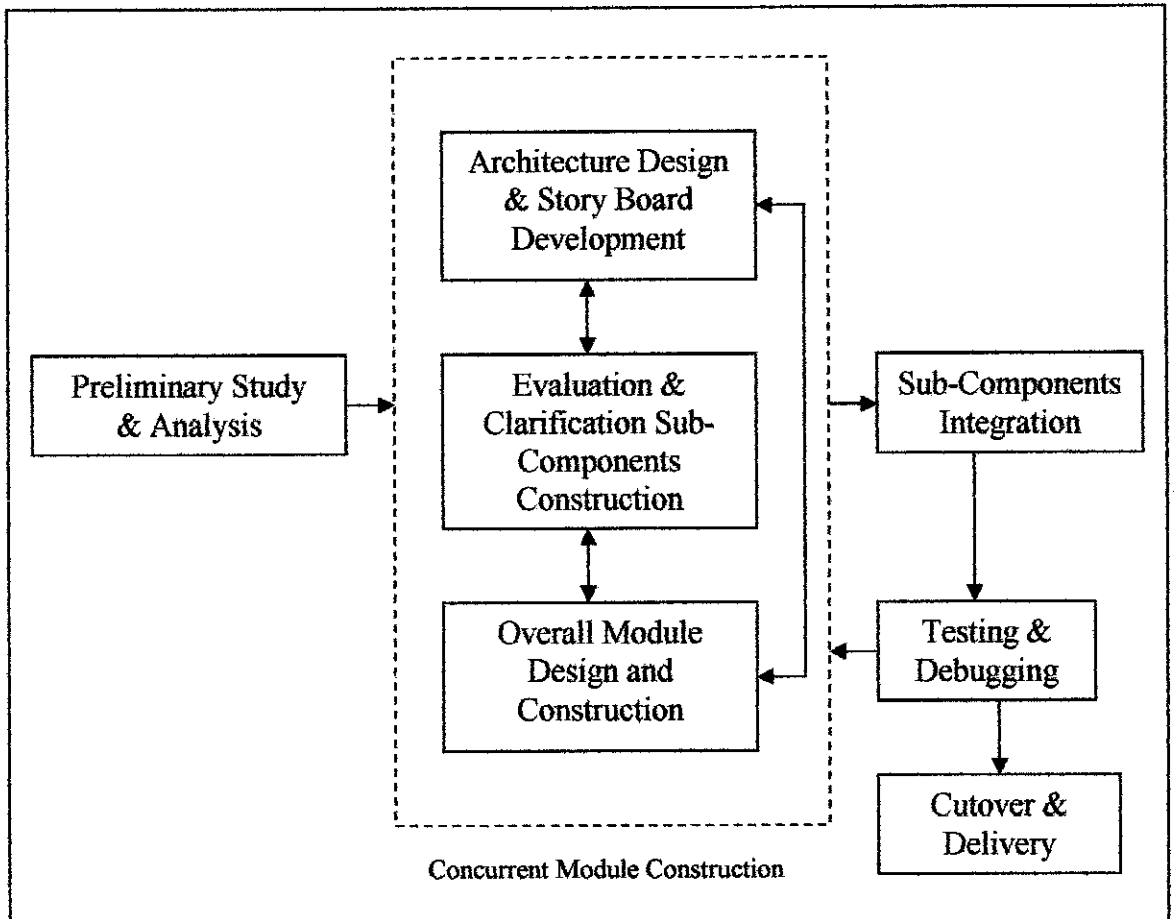 Architecture Design
& Story Board
Development
Preliminary Study
& Analysis
Evaluation &
Clarification Sub-
Components
Construction
Sub-Components
Integration
Overall Module
Design and
Construction
Testing &
Debugging
Cutover &
Delivery
Concurrent Module Construction